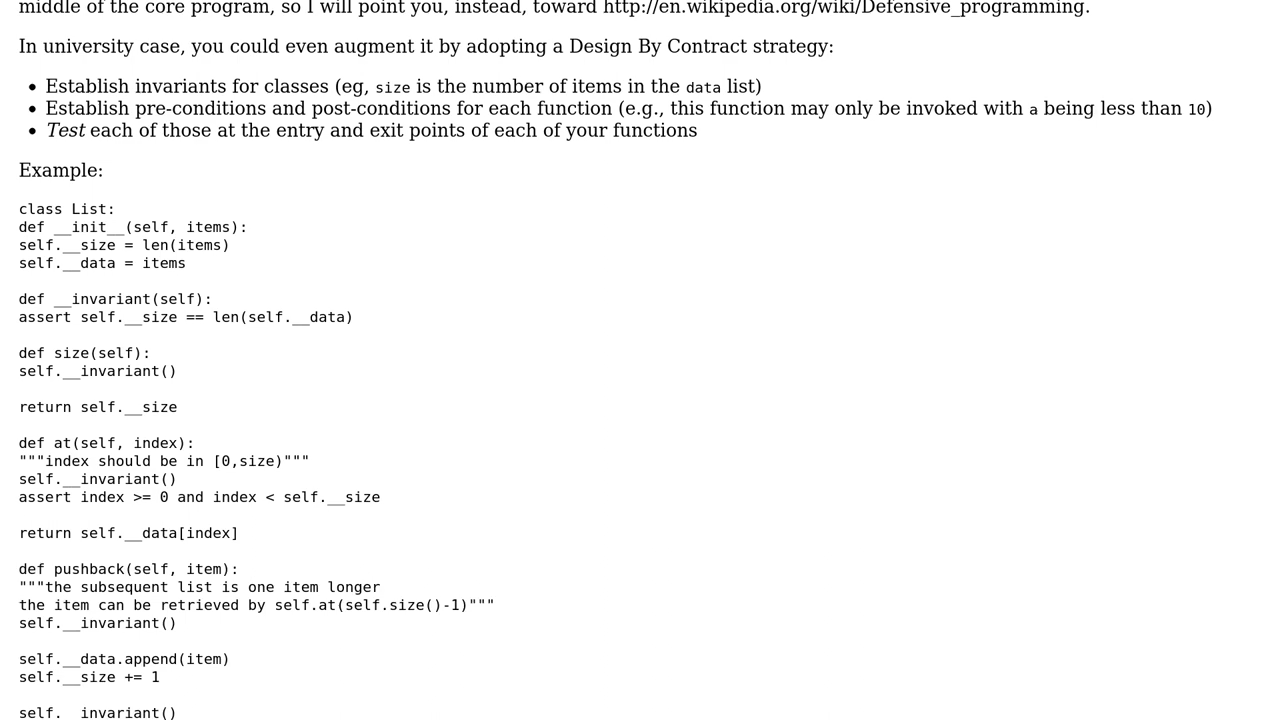 middle of the core program, so I will point you, instead, toward http://en.wikipedia.org/wiki/Defensive_programming.
In university case, you could even augment it by adopting a Design By Contract strategy:
• Establish invariants for classes (eg, size is the number of items in the data list)
• Establish pre-conditions and post-conditions for each function (e.g., this function may only be invoked with a being less than 10)
• Test each of those at the entry and exit points of each of your functions
Example:
class List:
def __init__(self, items):
self.__size = len(items)
self.__data = items
def __invariant(self):
assert self.__size == len(self.__data)
def size(self):
self.__invariant()
return self.__size
def at(self, index):
"""index should be in [0,size)"""
self.__invariant()
assert index >= 0 and index < self.__size
return self.__data[index]
def pushback(self, item):
"""the subsequent list is one item longer
the item can be retrieved by self.at(self.size()-1)"""
self.__invariant()
self.__data.append(item)
self.__size += 1
self.__invariant()